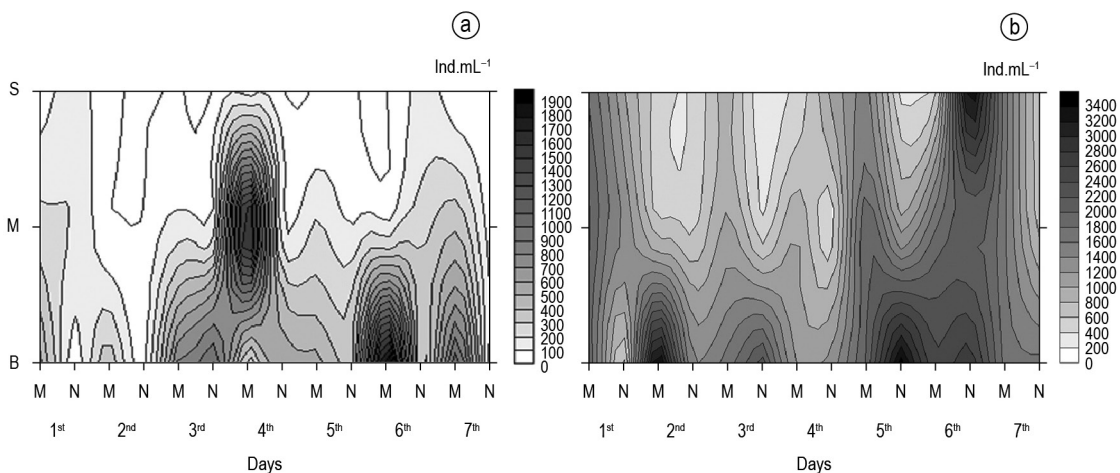 a
b
Ind.mL–1
Ind.mL–1
S
M
B
1900
1800
1700
1600
1500
1400
1300
1200
1100
1000
900
800
700
600
500
400
300
200
100
0
3400
3200
3000
2800
2600
2400
2200
2000
1800
1600
1400
1200
1000
800
600
400
200
0
M N M N M N M N M N M N M N
1st 2nd 3rd 4th 5th 6th 7th
Days
M N M N M N M N M N M N M N
1st 2nd 3rd 4th 5th 6th 7th
Days